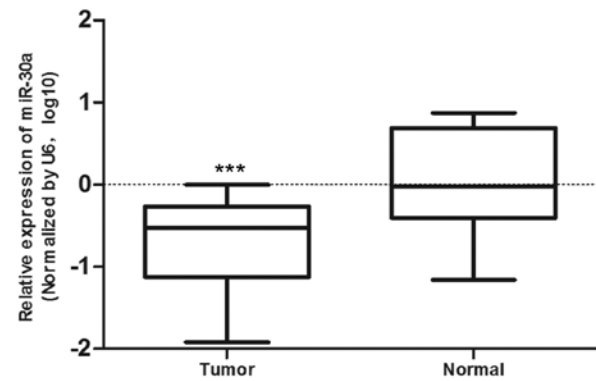 Relative expression of miR-30a
(Normalized by U6, log10)
2
1
0
-1
-2
***
Tumor
Normal